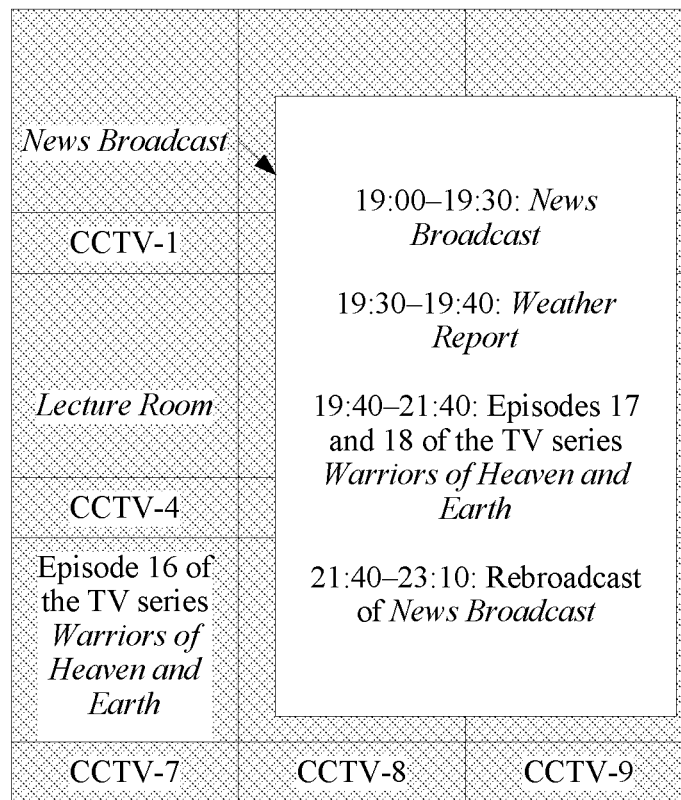 News Broadcast
CCTV-1
Lecture Room
CCTV-4
Episode 16 of
the TV series
Warriors of
Heaven and
Earth
CCTV-7
CCTV-8
CCTV-9
19:00–19:30: News
Broadcast
19:30–19:40: Weather
Report
19:40–21:40: Episodes 17
and 18 of the TV series
Warriors of Heaven and
Earth
21:40–23:10: Rebroadcast
of News Broadcast